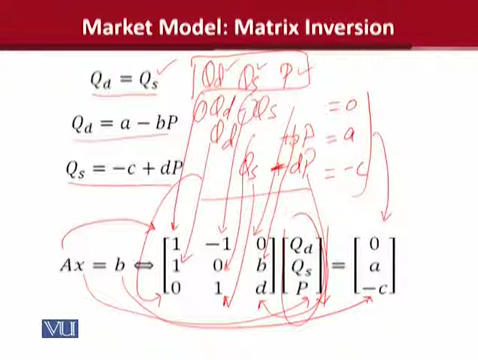 Market Model: Matrix Inversion
Q_d = Q_s
Q_d = a − bP
Q_s = −c + dP
Qd Qs P
Qd Qs = 0
Qd +bP = a
Qs dP = -c
Ax = b ⇔ [1 −1 0] [Q_d] = [0]
[1 0 b] [Q_s] [a]
[0 1 d] [P] [−c]
VU